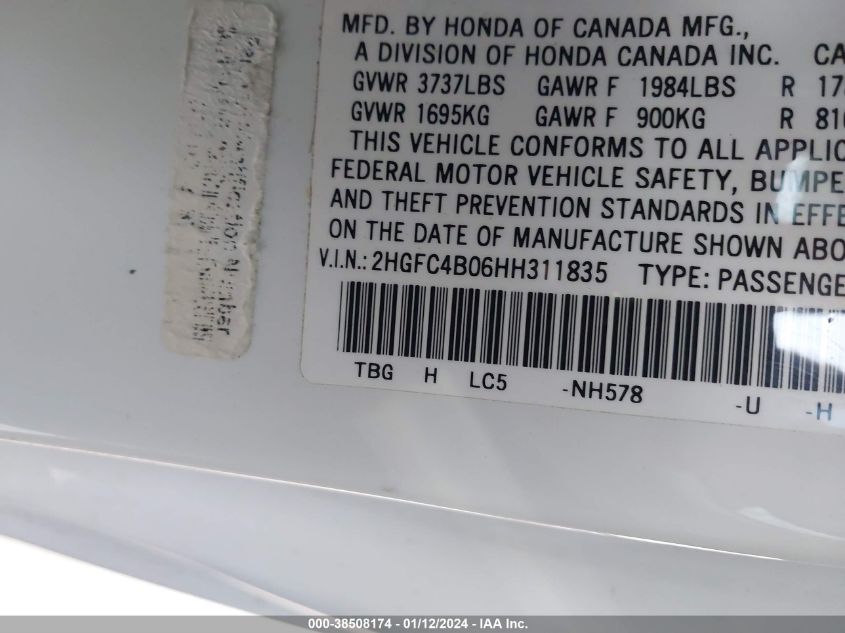 MFD. BY HONDA OF CANADA MFG.,
A DIVISION OF HONDA CANADA INC. CA
GVWR 3737LBS GAWR F 1984LBS R 17
GVWR 1695KG GAWR F 900KG R 810
THIS VEHICLE CONFORMS TO ALL APPLIC
FEDERAL MOTOR VEHICLE SAFETY, BUMPE
AND THEFT PREVENTION STANDARDS IN EFFE
ON THE DATE OF MANUFACTURE SHOWN ABO
V.I.N.: 2HGFC4B06HH311835 TYPE: PASSENGE
TBG H LC5 -NH578 -U -H
000-38508174 - 01/12/2024 - IAA Inc.